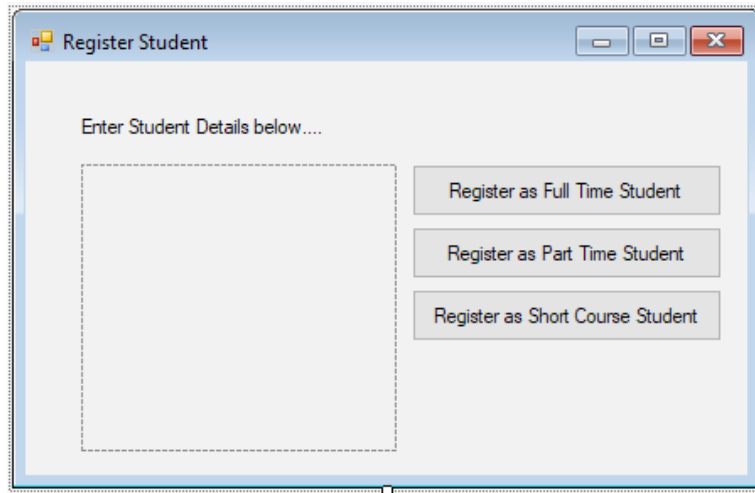 Register Student
Enter Student Details below....
Register as Full Time Student
Register as Part Time Student
Register as Short Course Student